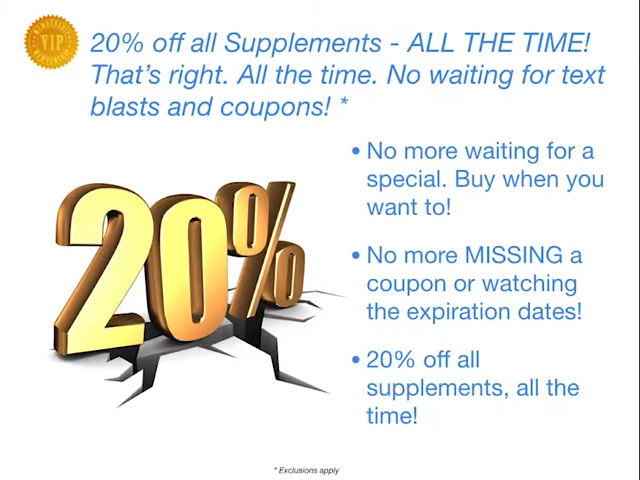 VIP
20% off all Supplements - ALL THE TIME!
That's right. All the time. No waiting for text
blasts and coupons! *
• No more waiting for a
special. Buy when you
want to!
20%
• No more MISSING a
coupon or watching
the expiration dates!
• 20% off all
supplements, all the
time!
* Exclusions apply